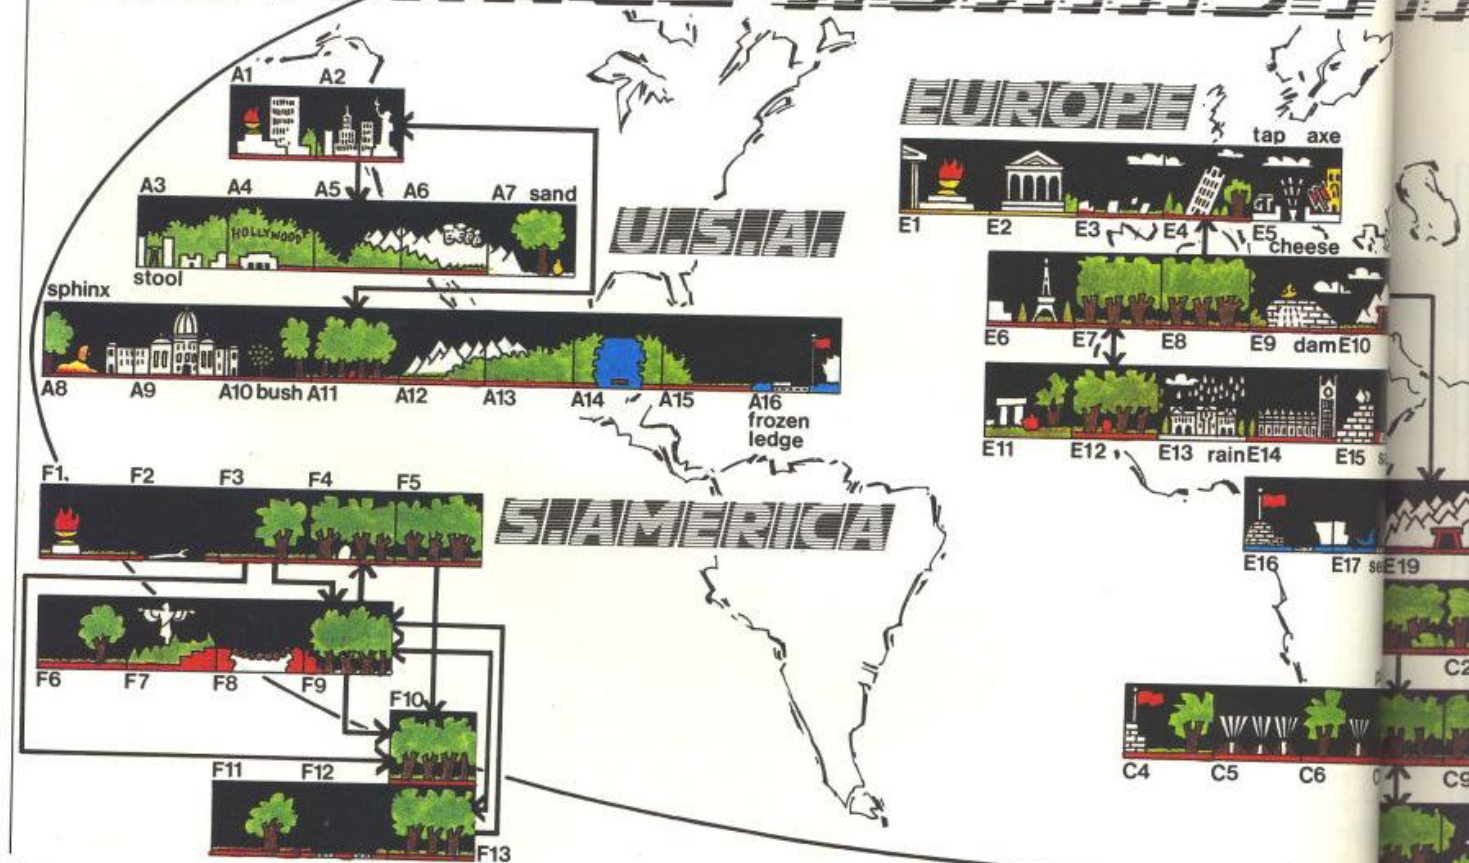 A1 A2
EUROPE
tap axe
A3 A4 A5 A6 A7 sand
HOLLYWOOD
U.S.A.
E1 E2 E3 E4 E5
cheese
stool
sphinx
E6 E7 E8 E9 dam E10
A8 A9 A10 bush A11 A12 A13 A14 A15 A16
frozen
ledge
E11 E12 E13 rain E14 E15
F1 F2 F3 F4 F5
S.AMERICA
E16 E17 E19
F6 F7 F8 F9
C2
F10
F11 F12
C4 C5 C6 C9
F13